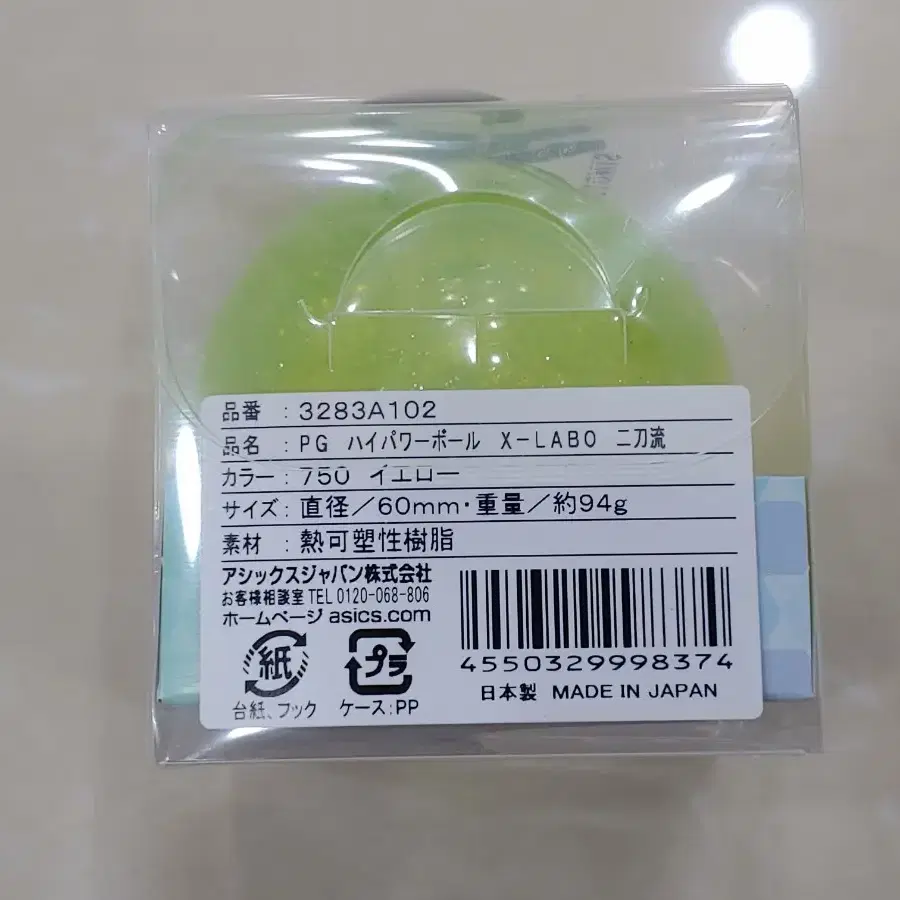 品番 : 3283A102
品名 : PG ハイパワーボール X-LABO 二刀流
カラー : 750 イエロー
サイズ : 直径／60mm・重量／約94g
素材 : 熱可塑性樹脂
アシックスジャパン株式会社
お客様相談室 TEL 0120-068-806
ホームページ asics.com
紙 プラ
4550329998374
台紙、フック ケース:PP
日本製 MADE IN JAPAN